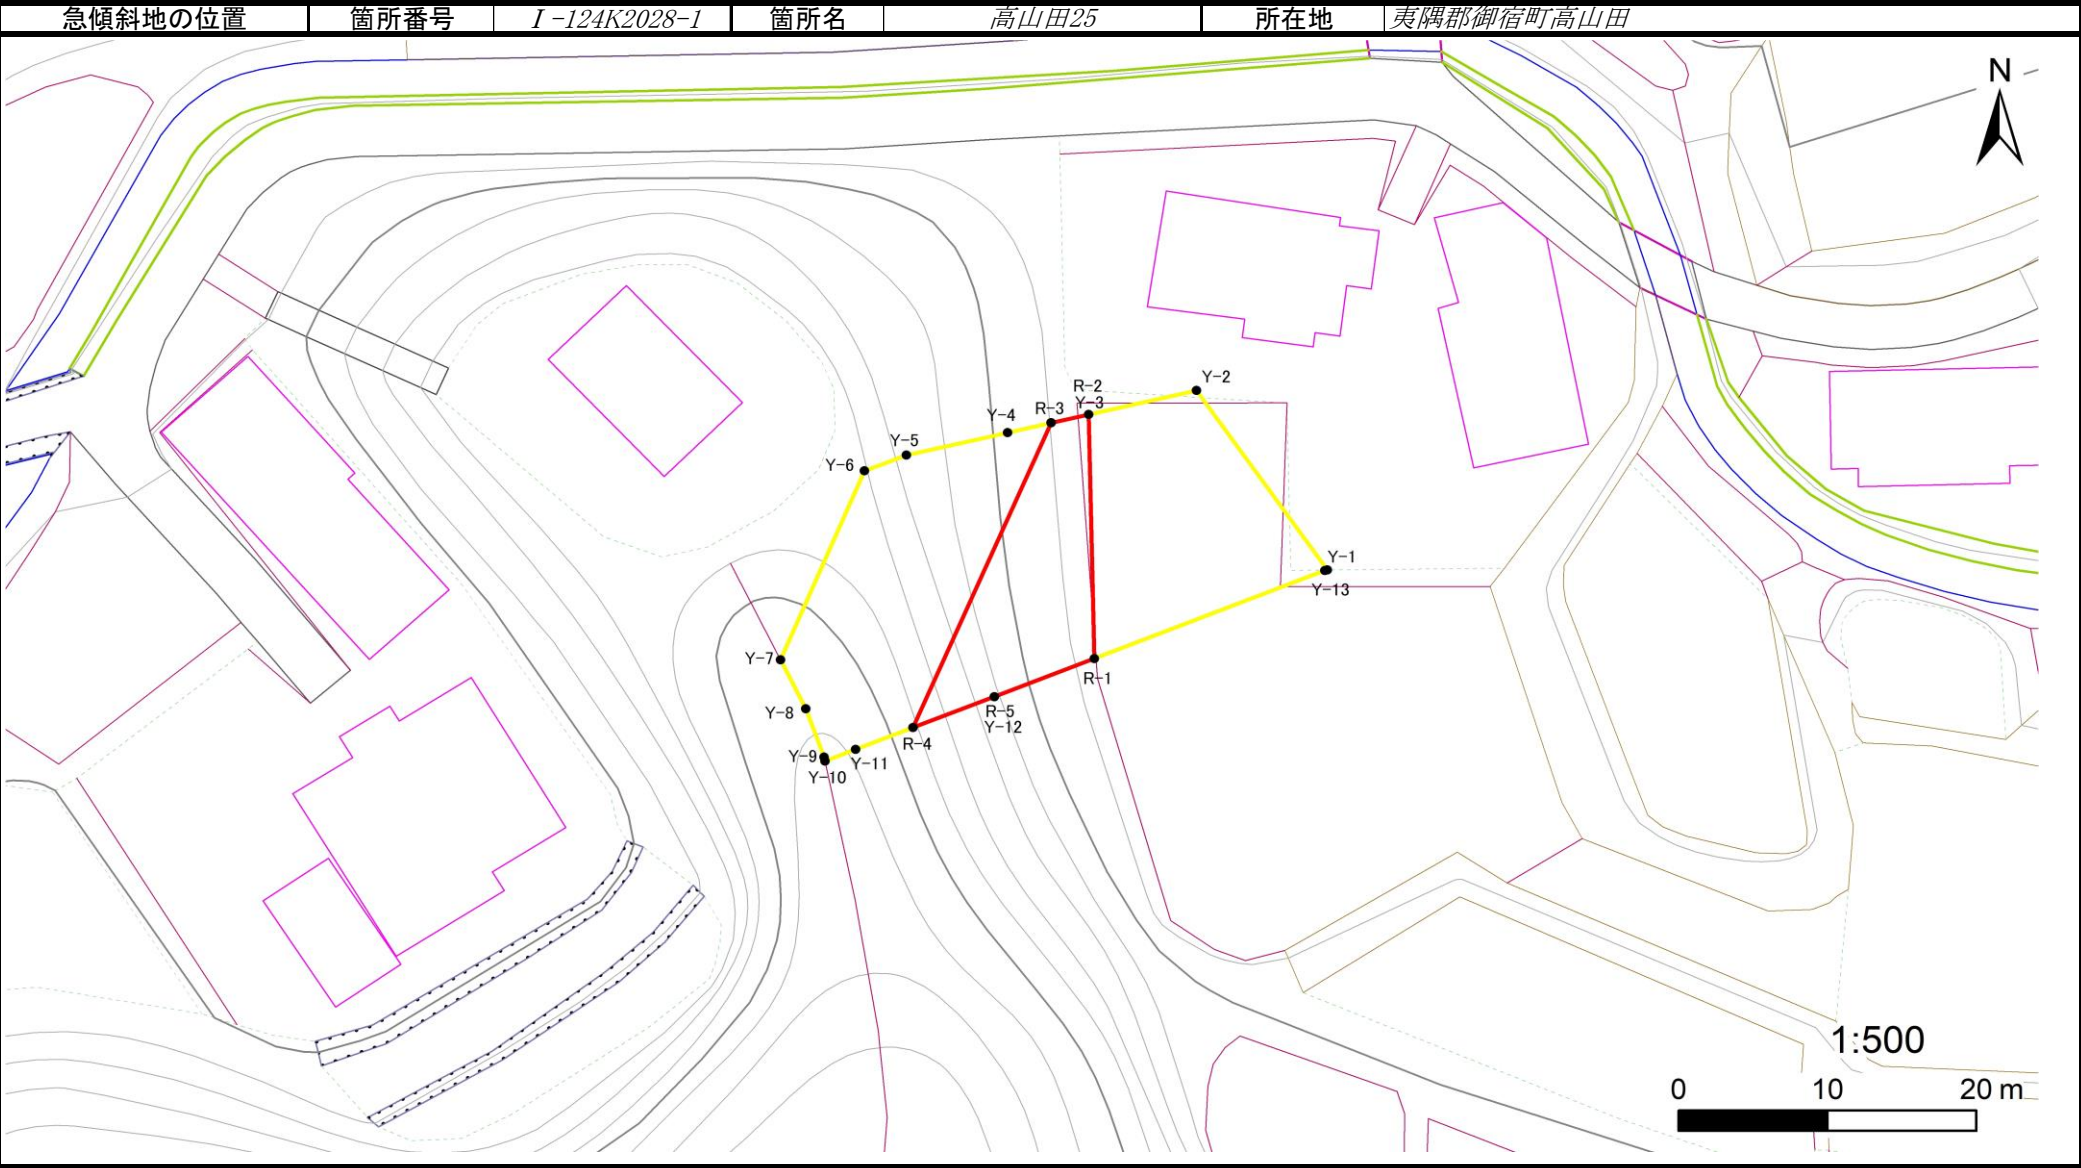 急傾斜地の位置 箇所番号 Ⅰ-124K2028-1 箇所名 高山田25 所在地 夷隅郡御宿町高山田
N
Y-2
R-2
Y-3
R-3
Y-4
Y-5
Y-6
Y-1
Y-13
Y-7
R-1
Y-8
R-5
Y-12
R-4
Y-9
Y-11
Y-10
1:500
0 10 20 m